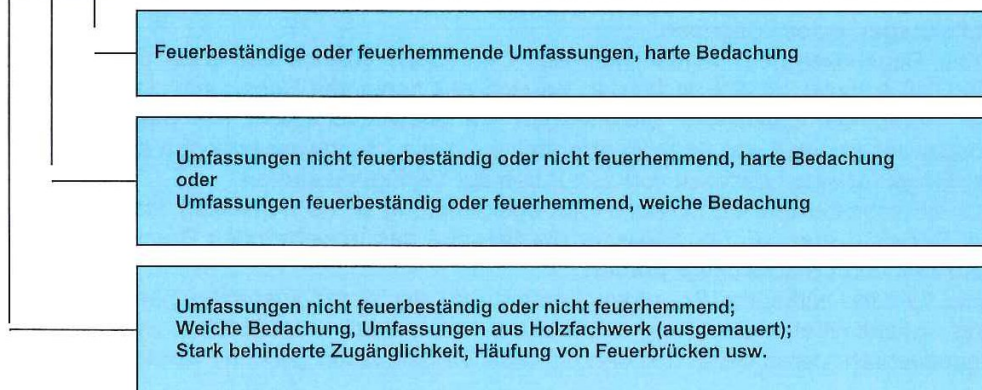 Feuerbeständige oder feuerhemmende Umfassungen, harte Bedachung
Umfassungen nicht feuerbeständig oder nicht feuerhemmend, harte Bedachung
oder
Umfassungen feuerbeständig oder feuerhemmend, weiche Bedachung
Umfassungen nicht feuerbeständig oder nicht feuerhemmend;
Weiche Bedachung, Umfassungen aus Holzfachwerk (ausgemauert);
Stark behinderte Zugänglichkeit, Häufung von Feuerbrücken usw.